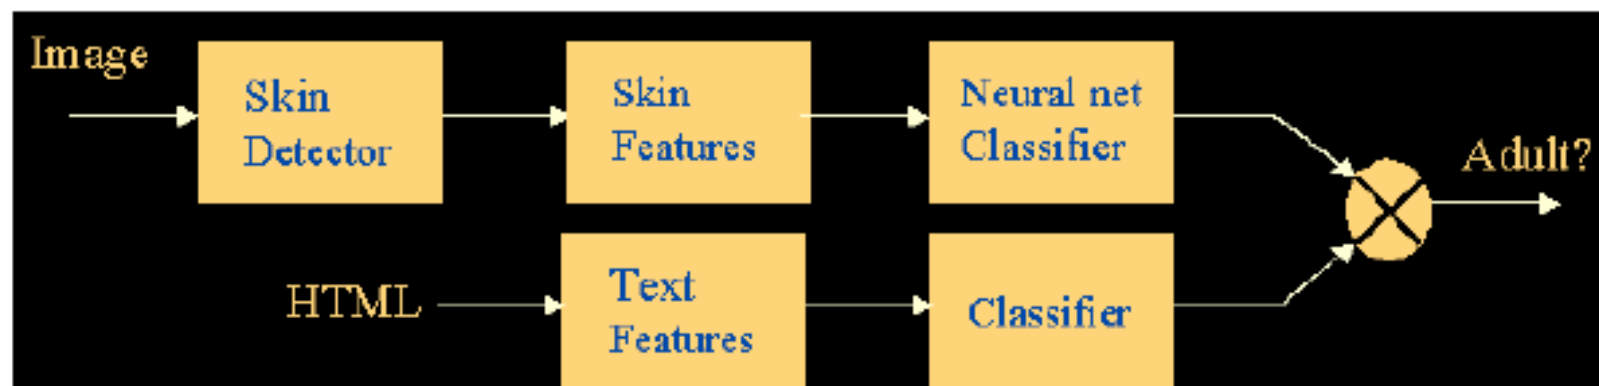 Image
Skin
Detector
Skin
Features
Neural net
Classifier
Adult?
HTML
Text
Features
Classifier